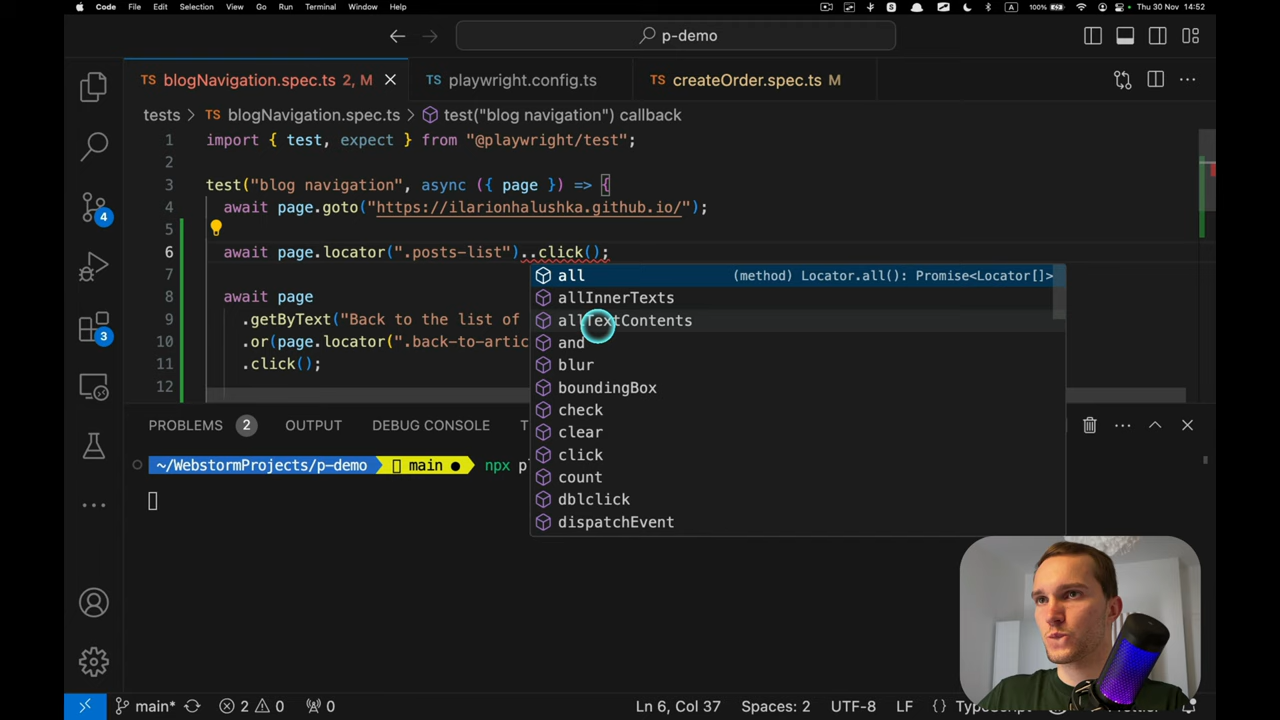 Code File Edit Selection View Go Run Terminal Window Help
100% Thu 30 Nov 14:52
p-demo
TS blogNavigation.spec.ts 2, M
TS playwright.config.ts
TS createOrder.spec.ts M
tests > TS blogNavigation.spec.ts > test("blog navigation") callback
1 import { test, expect } from "@playwright/test";
2
3 test("blog navigation", async ({ page }) => {
4 await page.goto("https://ilarionhalushka.github.io/");
5
6 await page.locator(".posts-list")..click();
7
8 await page
9 .getByText("Back to the list of
10 .or(page.locator(".back-to-artic
11 .click();
12
all (method) Locator.all(): Promise<Locator[]>
allInnerTexts
allTextContents
and
blur
boundingBox
check
clear
click
count
dblclick
dispatchEvent
4
3
PROBLEMS 2 OUTPUT DEBUG CONSOLE T
~/WebstormProjects/p-demo main ● npx p
main* 2 0 0 Ln 6, Col 37 Spaces: 2 UTF-8 LF {} TypeScript